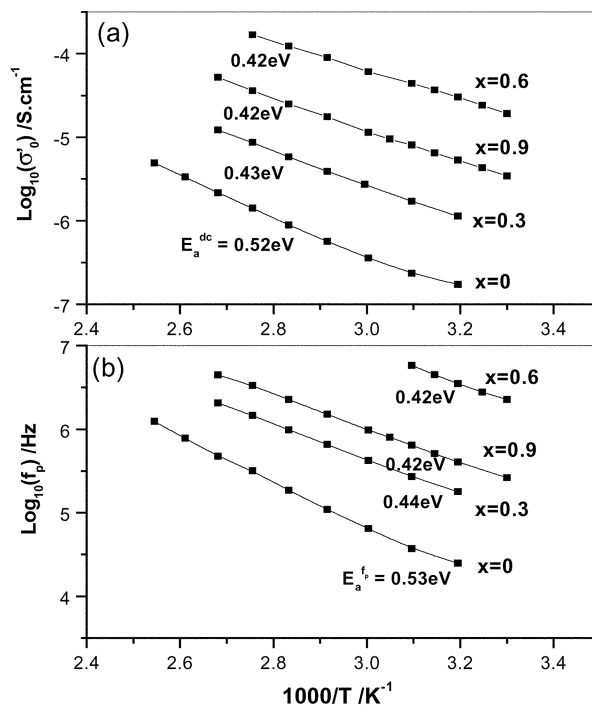 (a)
-4
-5
-6
-7
Log₁₀(σ'₀) /S.cm⁻¹
0.42eV
x=0.6
0.42eV
x=0.9
0.43eV
x=0.3
Eₐᵈᶜ = 0.52eV
x=0
2.4 2.6 2.8 3.0 3.2 3.4
(b)
7
6
5
4
Log₁₀(fₚ) /Hz
0.42eV
x=0.6
x=0.9
0.42eV
0.44eV
x=0.3
x=0
Eₐ^fₚ = 0.53eV
2.4 2.6 2.8 3.0 3.2 3.4
1000/T /K⁻¹